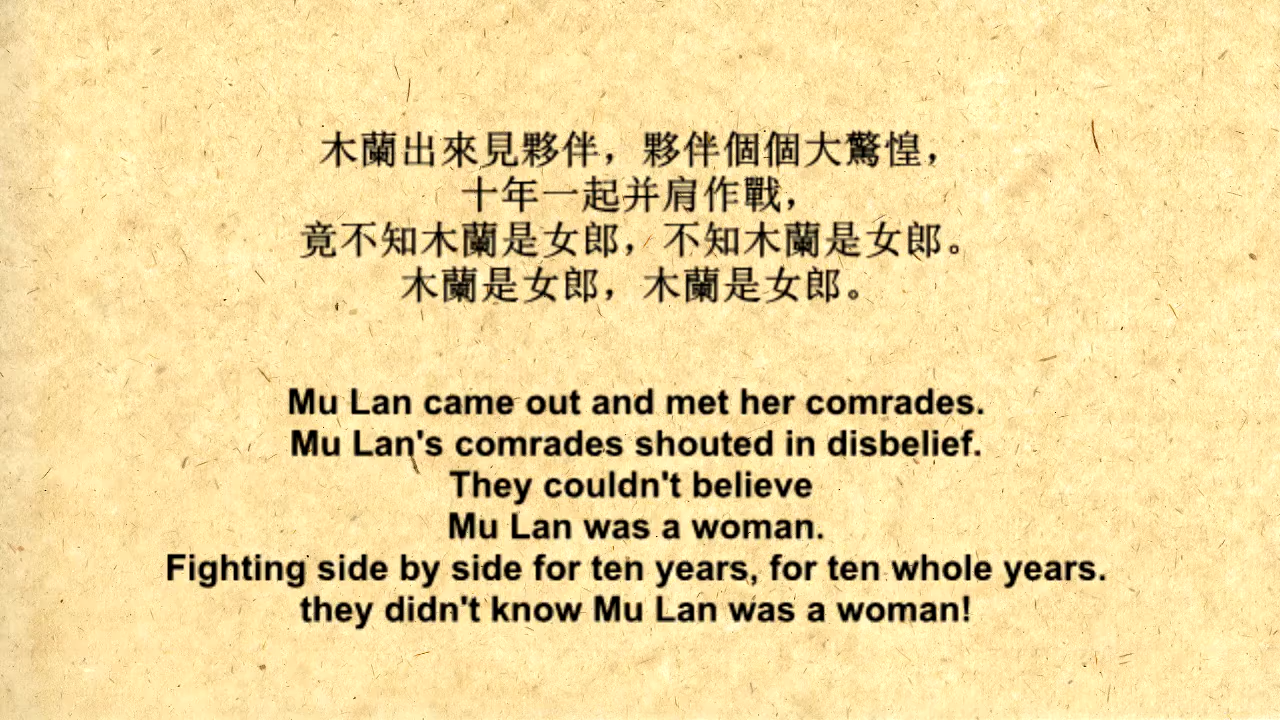 木蘭出來見夥伴，夥伴個個大驚惶，
十年一起并肩作戰，
竟不知木蘭是女郎，不知木蘭是女郎。
木蘭是女郎，木蘭是女郎。
Mu Lan came out and met her comrades.
Mu Lan's comrades shouted in disbelief.
They couldn't believe
Mu Lan was a woman.
Fighting side by side for ten years, for ten whole years.
they didn't know Mu Lan was a woman!